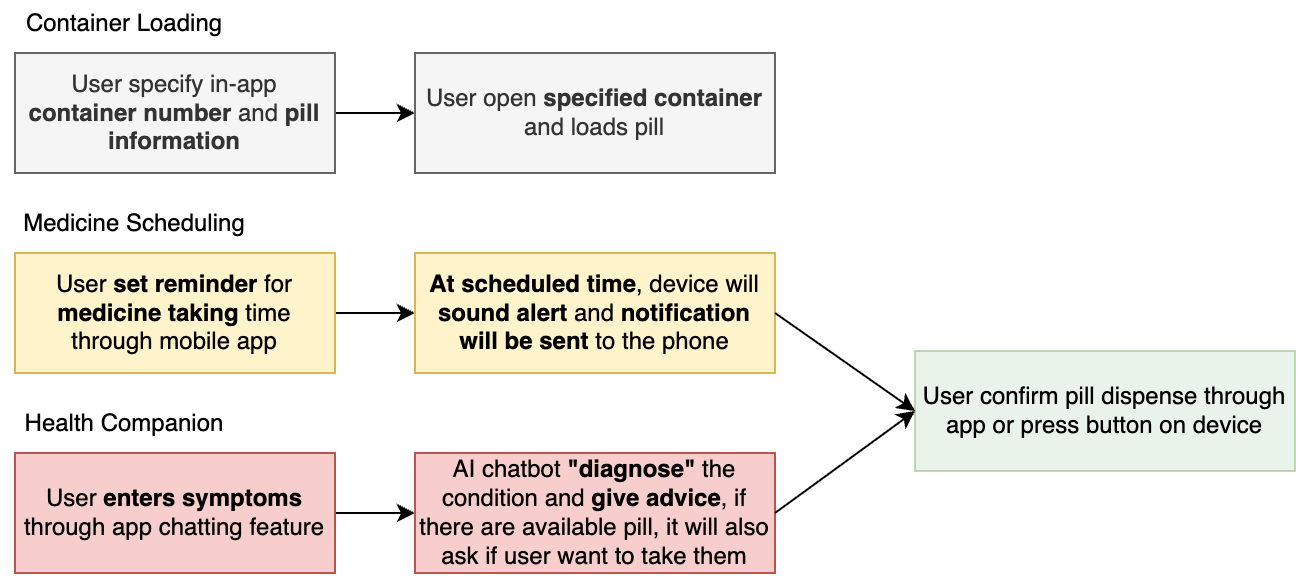 Container Loading
User specify in-app
container number and pill
information
User open specified container
and loads pill
Medicine Scheduling
User set reminder for
medicine taking time
through mobile app
At scheduled time, device will
sound alert and notification
will be sent to the phone
User confirm pill dispense through
app or press button on device
Health Companion
User enters symptoms
through app chatting feature
AI chatbot "diagnose" the
condition and give advice, if
there are available pill, it will also
ask if user want to take them